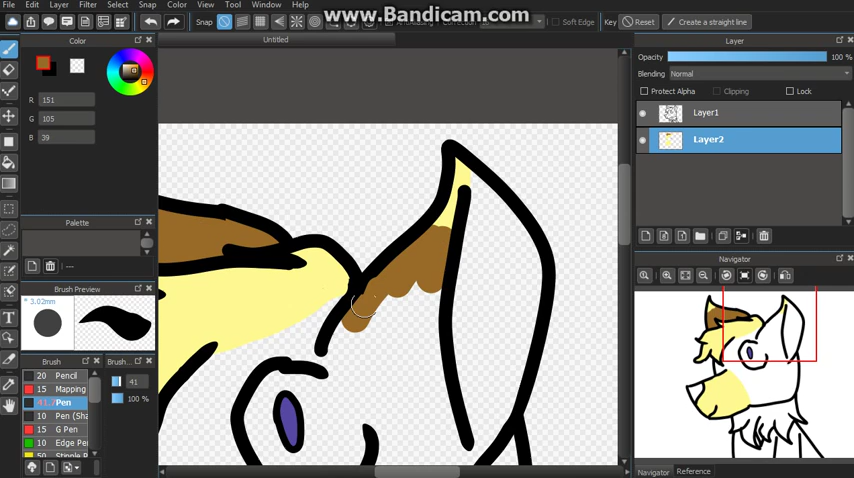 www.Bandicam.com
File Edit Layer Filter Select Snap Color View Tool Window Help
Snap Soft Edge Key Reset Create a straight line
Color
Untitled
Layer
Opacity 100 %
Blending Normal
Protect Alpha Clipping Lock
R 151
G 105
B 39
Layer1
Layer2
Palette
---
Navigator
Brush Preview
* 3.02mm
Brush Brush..
20 Pencil
15 Mapping
41.7 Pen
10 Pen (Sha
15 G Pen
10 Edge Pen
50
41
100 %
T
Navigator Reference